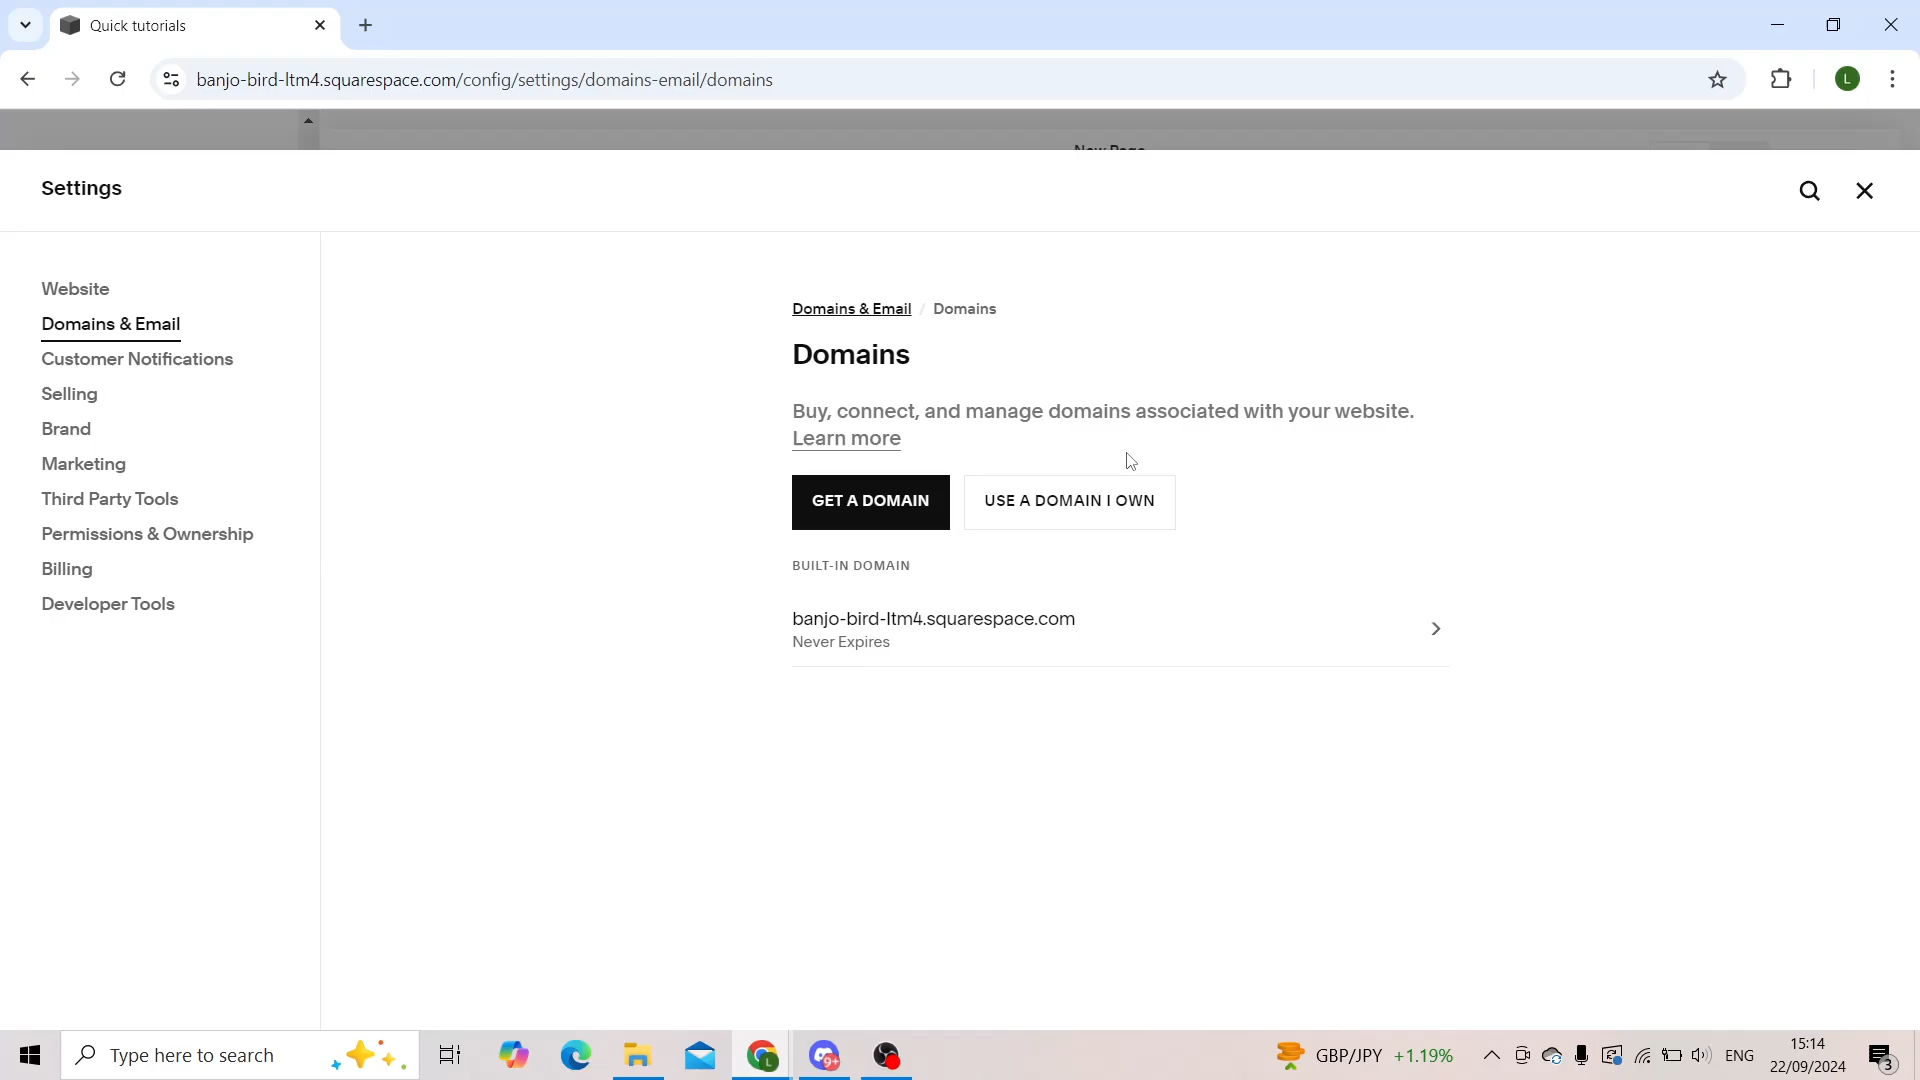 Quick tutorials
banjo-bird-ltm4.squarespace.com/config/settings/domains-email/domains
L
Settings
Website
Domains & Email
Customer Notifications
Selling
Brand
Marketing
Third Party Tools
Permissions & Ownership
Billing
Developer Tools
Domains & Email / Domains
Domains
Buy, connect, and manage domains associated with your website.
Learn more
GET A DOMAIN
USE A DOMAIN I OWN
BUILT-IN DOMAIN
banjo-bird-ltm4.squarespace.com
Never Expires
Type here to search
L
9+
GBP/JPY +1.19%
ENG
15:14
22/09/2024
3